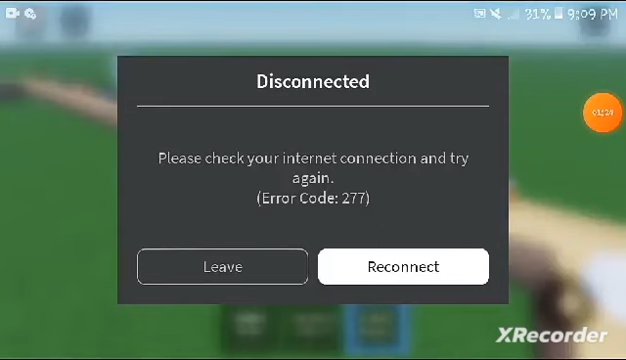 31% 9:09 PM
Disconnected
Please check your internet connection and try
again.
(Error Code: 277)
Leave
Reconnect
XRecorder